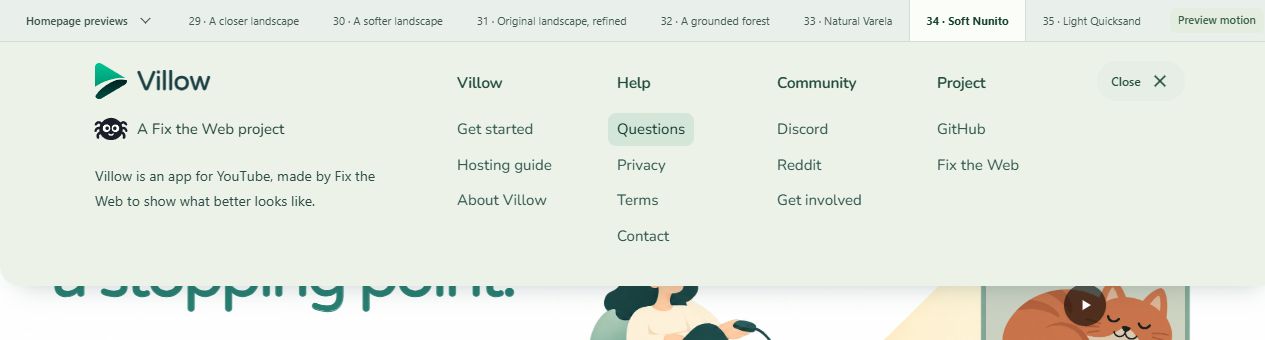 Homepage previews
29 · A closer landscape
30 · A softer landscape
31 · Original landscape, refined
32 · A grounded forest
33 · Natural Varela
34 · Soft Nunito
35 · Light Quicksand
Preview motion
Villow
A Fix the Web project
Villow is an app for YouTube, made by Fix the
Web to show what better looks like.
Villow
Get started
Hosting guide
About Villow
Help
Questions
Privacy
Terms
Contact
Community
Discord
Reddit
Get involved
Project
GitHub
Fix the Web
Close
a stopping point.